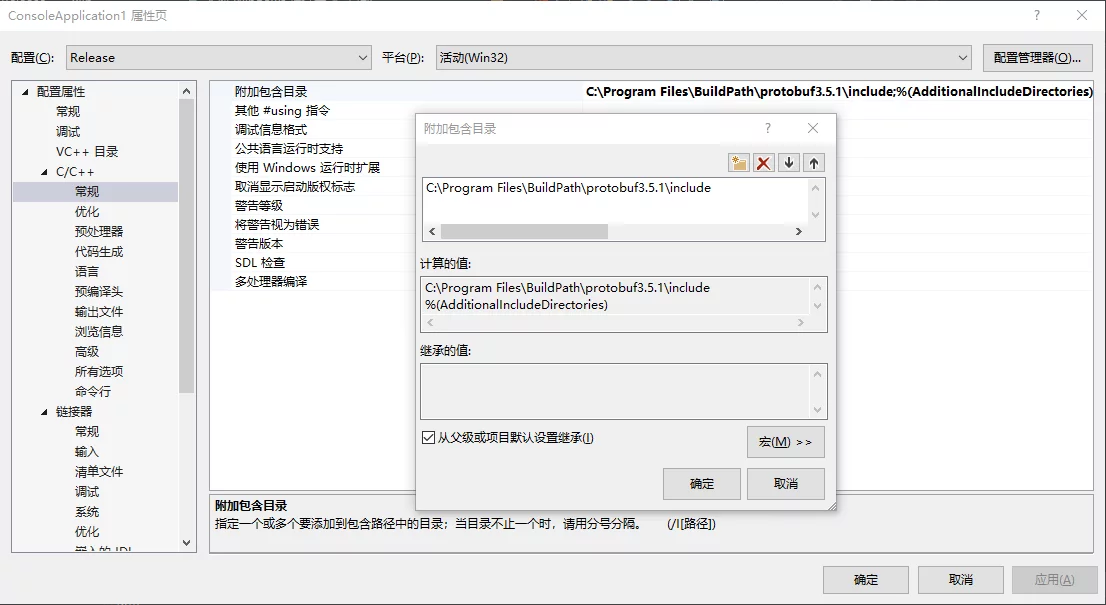 ConsoleApplication1 属性页
配置(C): Release 平台(P): 活动(Win32) 配置管理器(O)...
配置属性
常规
调试
VC++ 目录
C/C++
常规
优化
预处理器
代码生成
语言
预编译头
输出文件
浏览信息
高级
所有选项
命令行
链接器
常规
输入
清单文件
调试
系统
优化
嵌入的 IDL
附加包含目录 C:\Program Files\BuildPath\protobuf3.5.1\include;%(AdditionalIncludeDirectories)
其他 #using 指令
调试信息格式
公共语言运行时支持
使用 Windows 运行时扩展
取消显示启动版权标志
警告等级
将警告视为错误
警告版本
SDL 检查
多处理器编译
附加包含目录
C:\Program Files\BuildPath\protobuf3.5.1\include
计算的值:
C:\Program Files\BuildPath\protobuf3.5.1\include
%(AdditionalIncludeDirectories)
继承的值:
从父级或项目默认设置继承(I)
宏(M) >>
确定 取消
附加包含目录
指定一个或多个要添加到包含路径中的目录；当目录不止一个时，请用分号分隔。 (/I[路径])
确定 取消 应用(A)